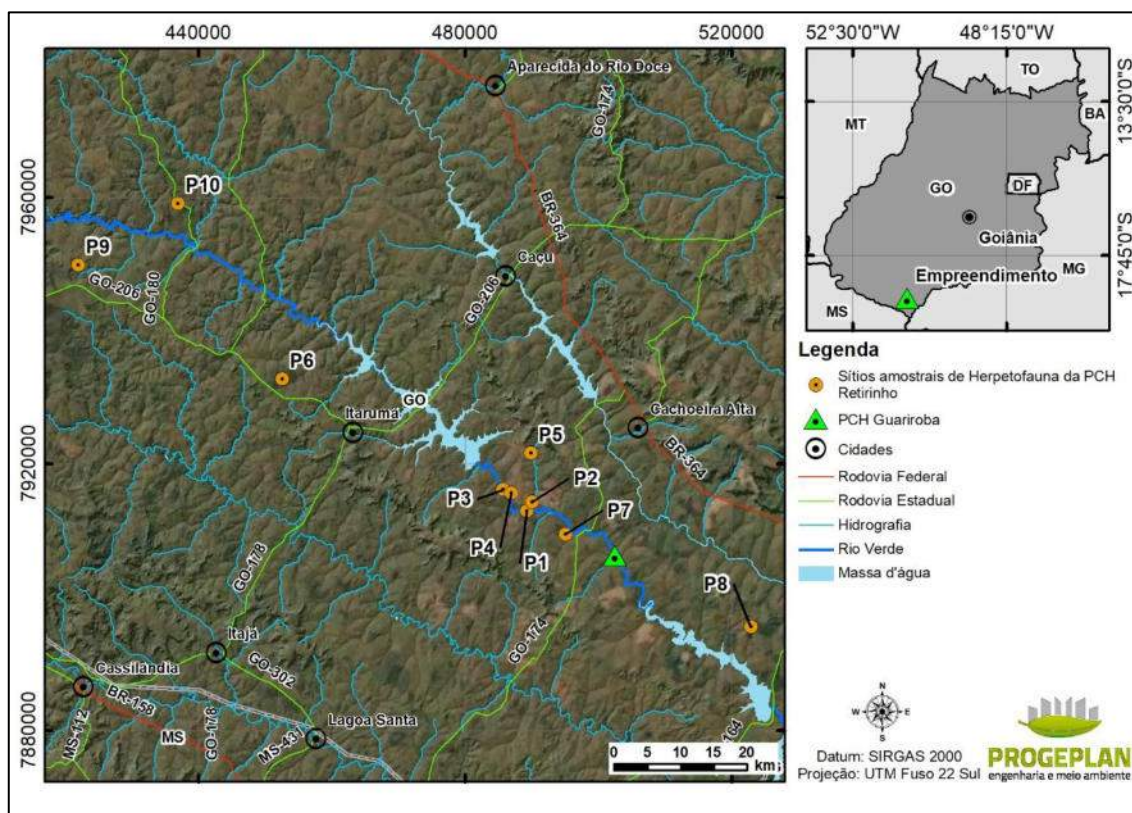 440000
480000
520000
7960000
7920000
7880000
Aparecida do Rio Doce
GO-174
BR-364
P10
P9
GO-206
GO-180
Caçu
GO-206
P6
GO
Itarumã
Cachoeira Alta
BR-364
P5
P3
P2
P7
P4
P1
P8
GO-178
GO-174
Itajá
GO-302
Cassilândia
BR-158
MS-112
GO-178
MS
MS-431
Lagoa Santa
164
0 5 10 15 20
km
52°30'0"W
48°15'0"W
13°30'0"S
17°45'0"S
TO
BA
MT
GO
DF
Goiânia
Empreendimento
MG
MS
Legenda
Sítios amostrais de Herpetofauna da PCH
Retirinho
PCH Guariroba
Cidades
Rodovia Federal
Rodovia Estadual
Hidrografia
Rio Verde
Massa d'água
N
W
E
S
Datum: SIRGAS 2000
Projeção: UTM Fuso 22 Sul
PROGEPLAN
engenharia e meio ambiente